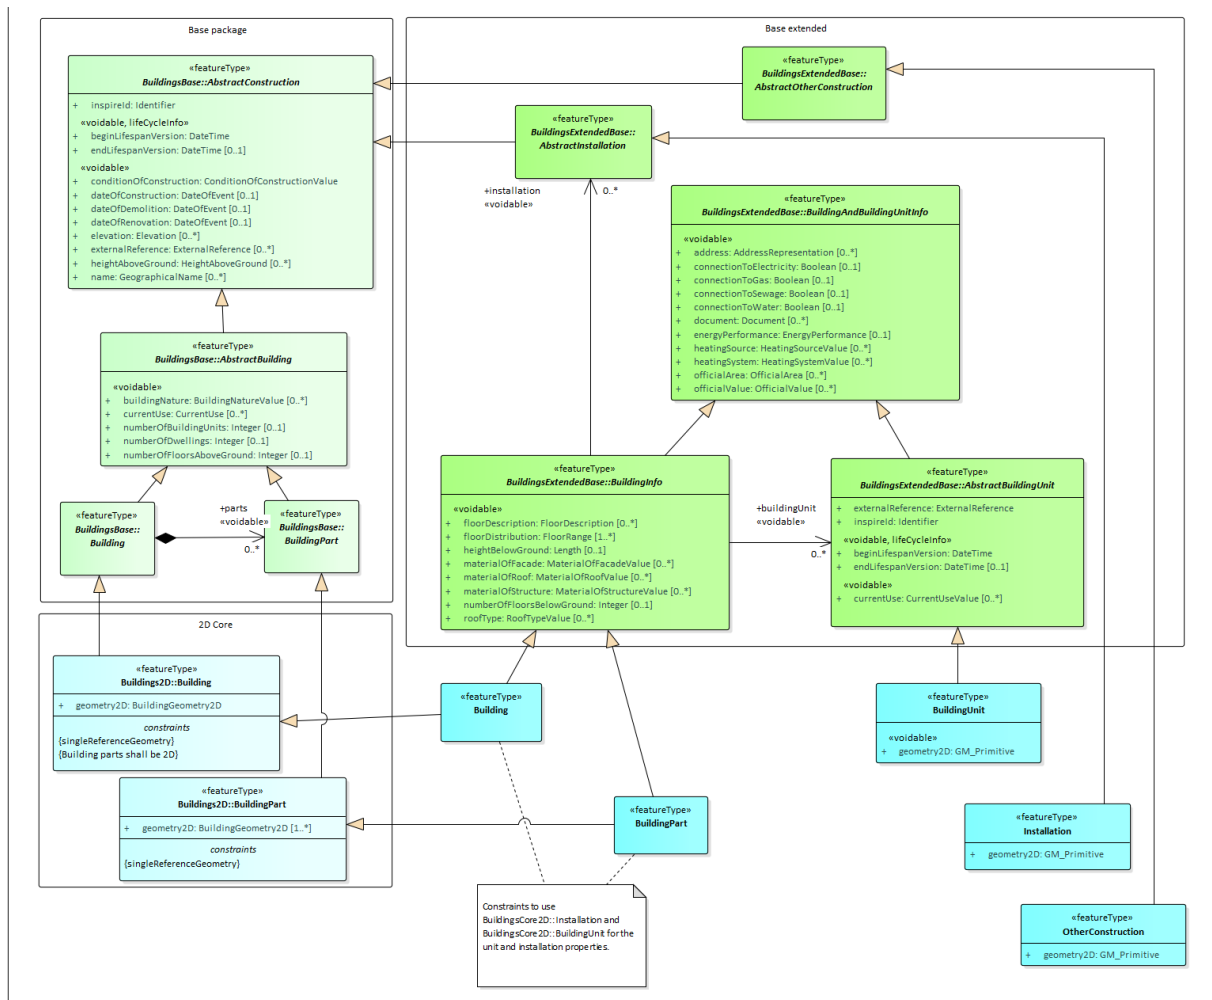 Base package
«featureType»
BuildingsBase::AbstractConstruction
+ inspireId: Identifier
«voidable, lifeCycleInfo»
+ beginLifespanVersion: DateTime
+ endLifespanVersion: DateTime [0..1]
«voidable»
+ conditionOfConstruction: ConditionOfConstructionValue
+ dateOfConstruction: DateOfEvent [0..1]
+ dateOfDemolition: DateOfEvent [0..1]
+ dateOfRenovation: DateOfEvent [0..1]
+ elevation: Elevation [0..*]
+ externalReference: ExternalReference [0..*]
+ heightAboveGround: HeightAboveGround [0..*]
+ name: GeographicalName [0..*]
«featureType»
BuildingsBase::AbstractBuilding
«voidable»
+ buildingNature: BuildingNatureValue [0..*]
+ currentUse: CurrentUse [0..*]
+ numberOfBuildingUnits: Integer [0..1]
+ numberOfDwellings: Integer [0..1]
+ numberOfFloorsAboveGround: Integer [0..1]
«featureType»
BuildingsBase::
Building
+parts
«voidable»
0..*
«featureType»
BuildingsBase::
BuildingPart
Base extended
«featureType»
BuildingsExtendedBase::
AbstractOtherConstruction
«featureType»
BuildingsExtendedBase::
AbstractInstallation
+installation
«voidable»
0..*
«featureType»
BuildingsExtendedBase::BuildingAndBuildingUnitInfo
«voidable»
+ address: AddressRepresentation [0..*]
+ connectionToElectricity: Boolean [0..1]
+ connectionToGas: Boolean [0..1]
+ connectionToSewage: Boolean [0..1]
+ connectionToWater: Boolean [0..1]
+ document: Document [0..*]
+ energyPerformance: EnergyPerformance [0..1]
+ heatingSource: HeatingSourceValue [0..*]
+ heatingSystem: HeatingSystemValue [0..*]
+ officialArea: OfficialArea [0..*]
+ officialValue: OfficialValue [0..*]
«featureType»
BuildingsExtendedBase::BuildingInfo
«voidable»
+ floorDescription: FloorDescription [0..*]
+ floorDistribution: FloorRange [1..*]
+ heightBelowGround: Length [0..1]
+ materialOfFacade: MaterialOfFacadeValue [0..*]
+ materialOfRoof: MaterialOfRoofValue [0..*]
+ materialOfStructure: MaterialOfStructureValue [0..*]
+ numberOfFloorsBelowGround: Integer [0..1]
+ roofType: RoofTypeValue [0..*]
+buildingUnit
«voidable»
0..*
«featureType»
BuildingsExtendedBase::AbstractBuildingUnit
+ externalReference: ExternalReference
+ inspireId: Identifier
«voidable, lifeCycleInfo»
+ beginLifespanVersion: DateTime
+ endLifespanVersion: DateTime [0..1]
«voidable»
+ currentUse: CurrentUseValue [0..*]
2D Core
«featureType»
Buildings2D::Building
+ geometry2D: BuildingGeometry2D
constraints
{singleReferenceGeometry}
{Building parts shall be 2D}
«featureType»
Buildings2D::BuildingPart
+ geometry2D: BuildingGeometry2D [1..*]
constraints
{singleReferenceGeometry}
«featureType»
Building
«featureType»
BuildingPart
«featureType»
BuildingUnit
«voidable»
+ geometry2D: GM_Primitive
«featureType»
Installation
+ geometry2D: GM_Primitive
«featureType»
OtherConstruction
+ geometry2D: GM_Primitive
Constraints to use
BuildingsCore2D::Installation and
BuildingsCore2D::BuildingUnit for the
unit and installation properties.